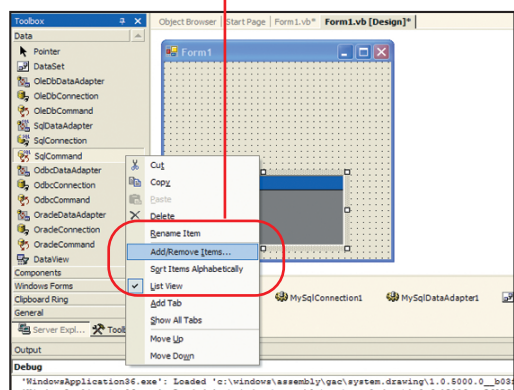 Toolbox
Object Browser
Start Page
Form1.vb*
Form1.vb [Design]*
Data
Pointer
DataSet
OleDbDataAdapter
OleDbConnection
OleDbCommand
SqlDataAdapter
SqlConnection
SqlCommand
OdbcDataAdapter
OdbcConnection
OdbcCommand
OracleDataAdapter
OracleConnection
OracleCommand
DataView
Components
Windows Forms
Clipboard Ring
General
Server Expl...
Form1
Cut
Copy
Paste
Delete
Rename Item
Add/Remove Items...
Sort Items Alphabetically
List View
Add Tab
Show All Tabs
Move Up
Move Down
MySqlConnection1
MySqlDataAdapter1
Output
Debug
'WindowsApplication36.exe': Loaded 'c:\windows\assembly\gac\system.drawing\1.0.5000.0__b03